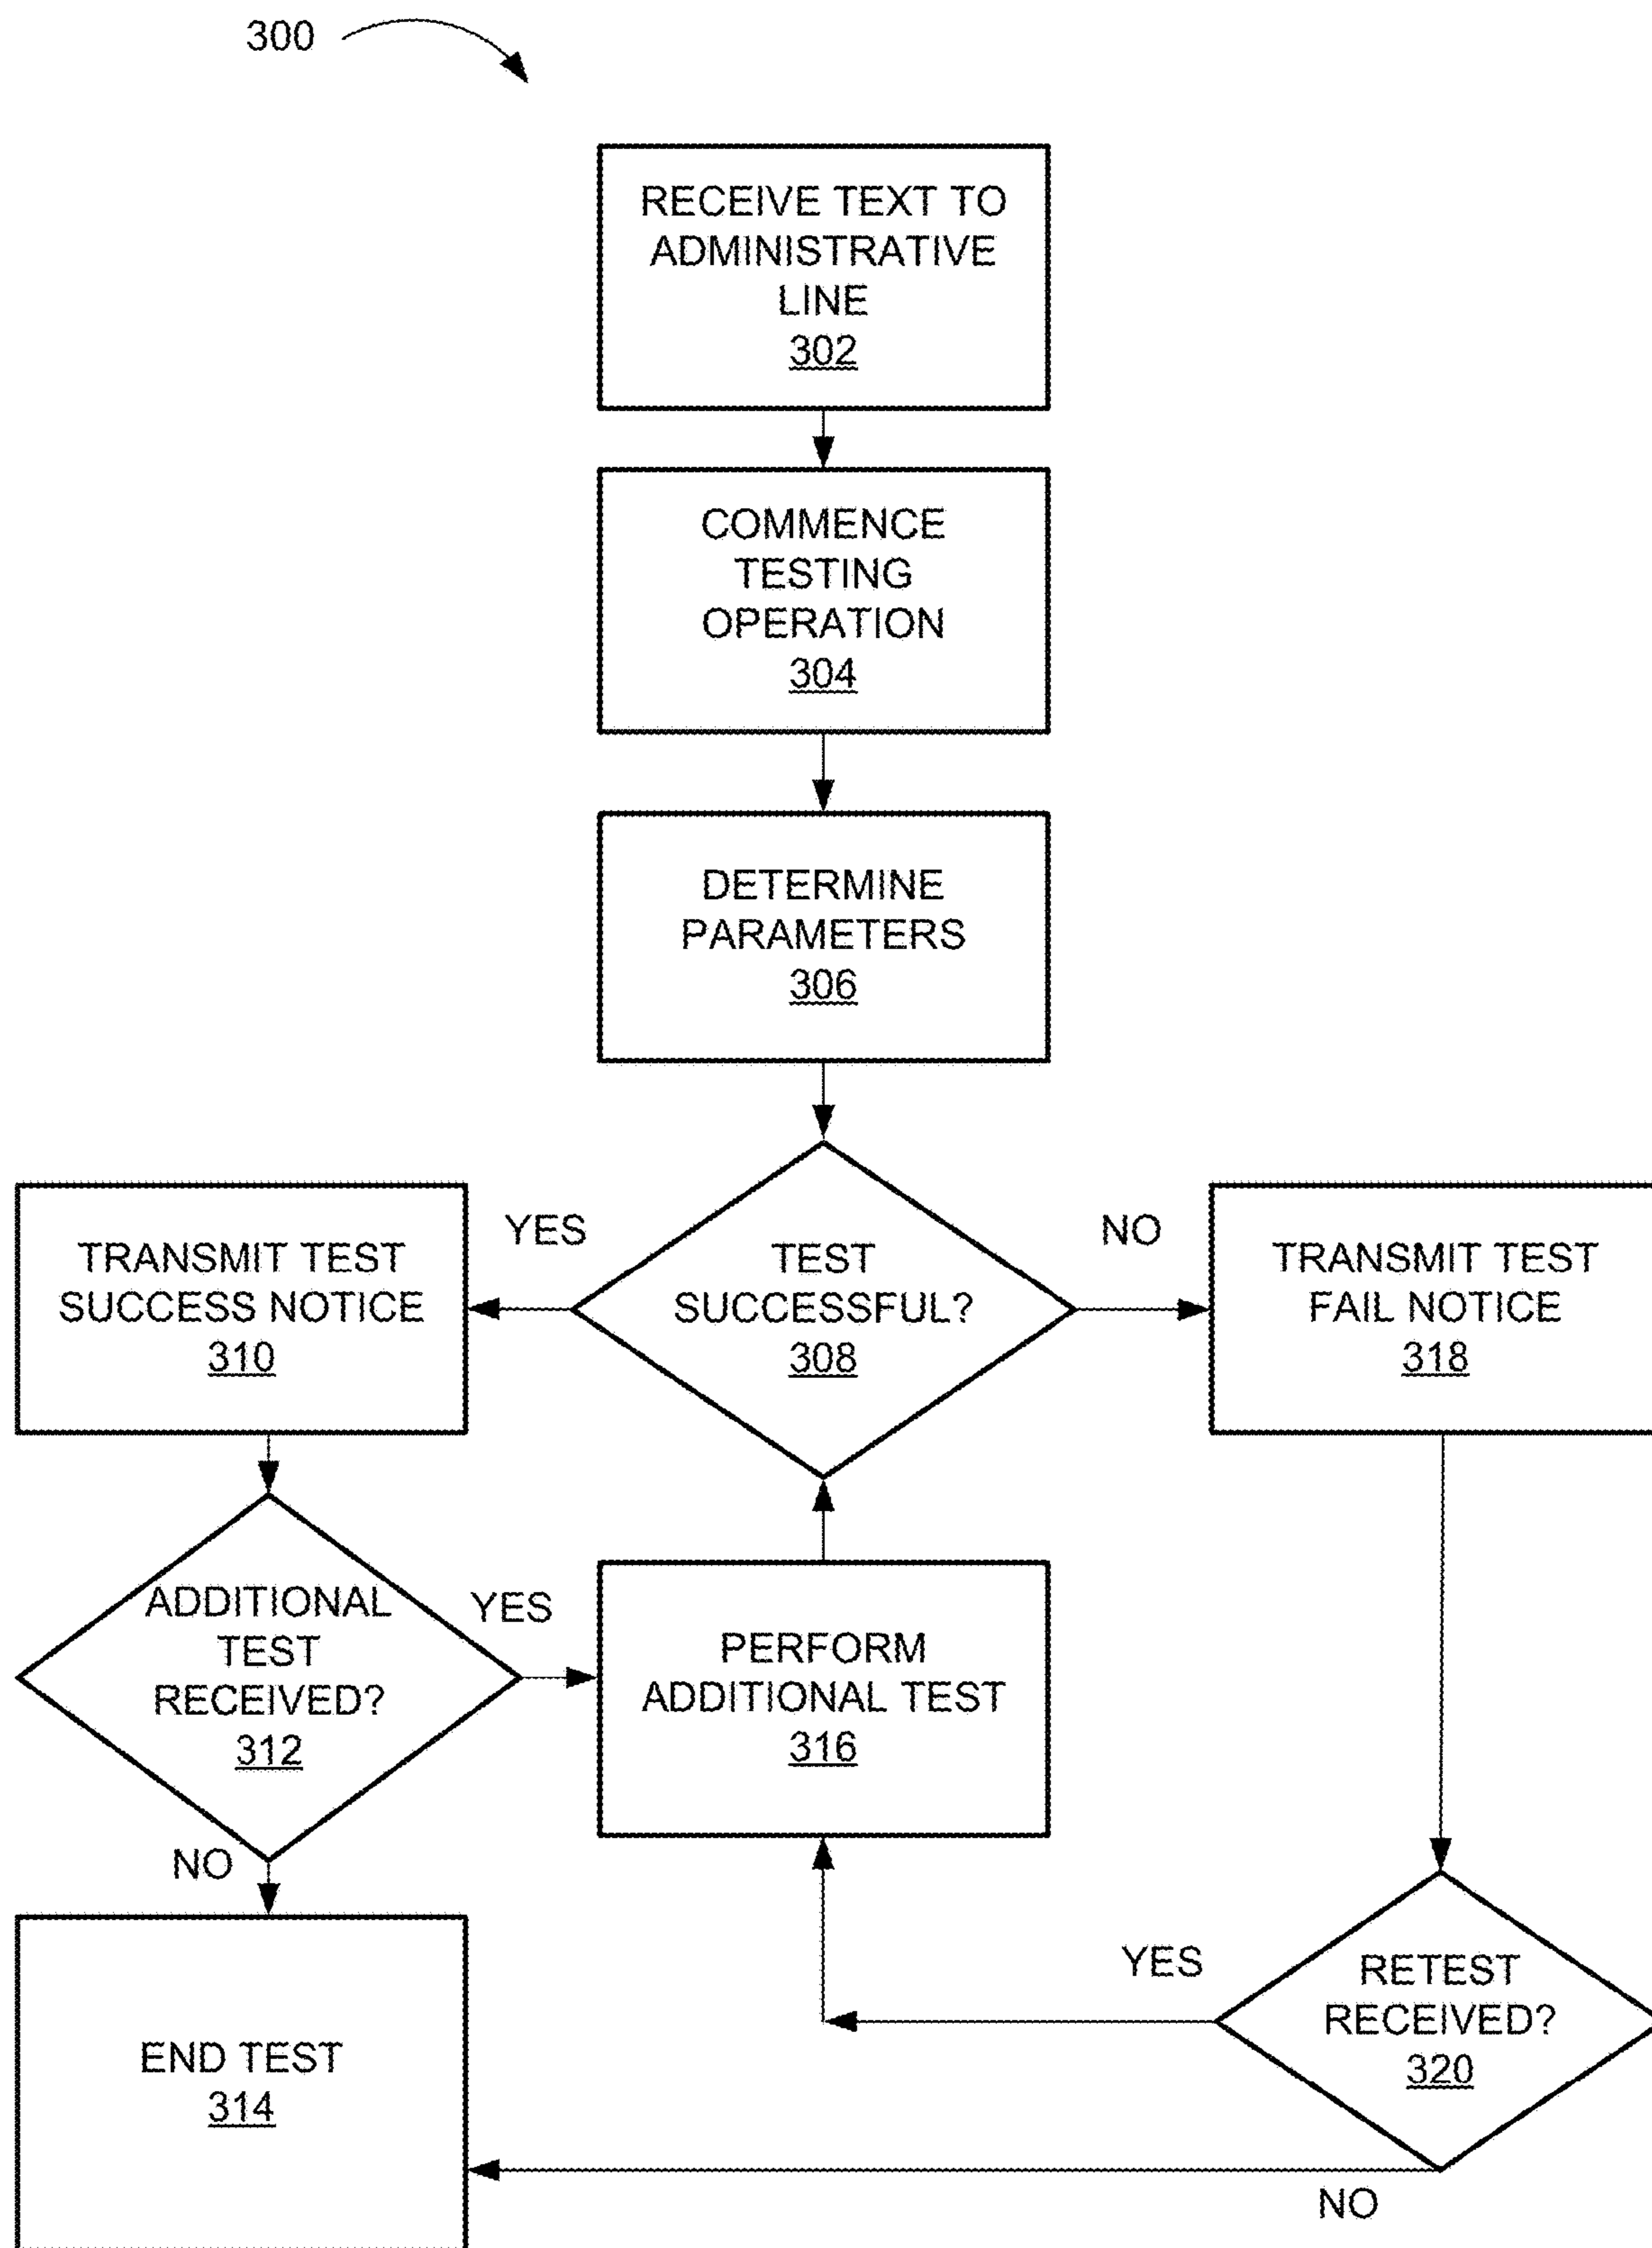 300
RECEIVE TEXT TO
ADMINISTRATIVE
LINE
302
COMMENCE
TESTING
OPERATION
304
DETERMINE
PARAMETERS
306
YES
NO
TRANSMIT TEST
SUCCESS NOTICE
310
TEST
SUCCESSFUL?
308
TRANSMIT TEST
FAIL NOTICE
318
ADDITIONAL
TEST
RECEIVED?
312
YES
PERFORM
ADDITIONAL TEST
316
NO
YES
RETEST
RECEIVED?
320
END TEST
314
NO